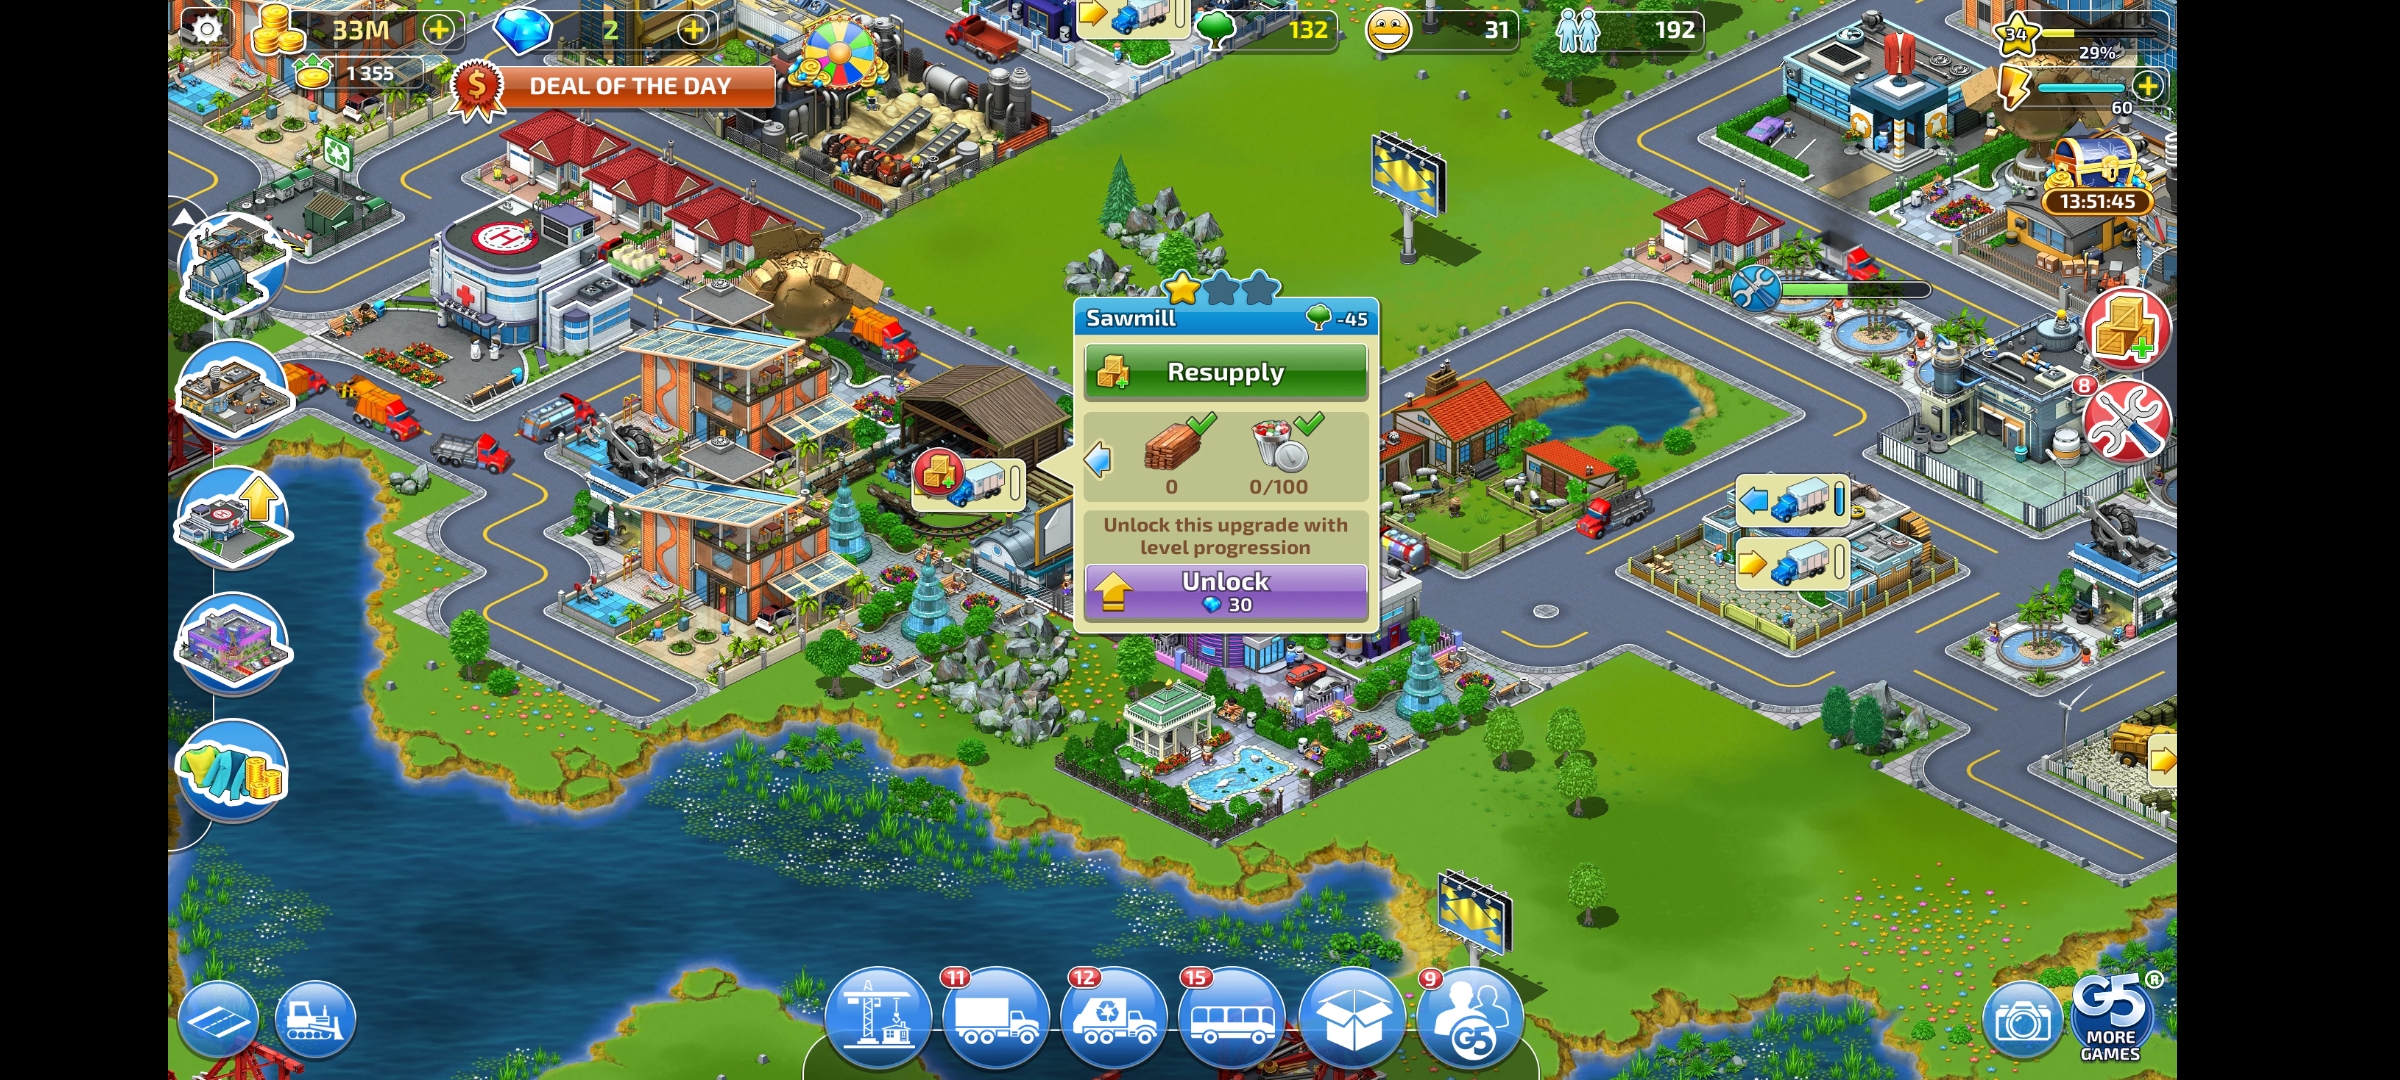 33M
2
132
31
192
34
29%
1 355
DEAL OF THE DAY
60
13:51:45
Sawmill
-45
Resupply
8
0
0/100
Unlock this upgrade with
level progression
Unlock
30
11
12
15
9
G5
G5
®
MORE
GAMES